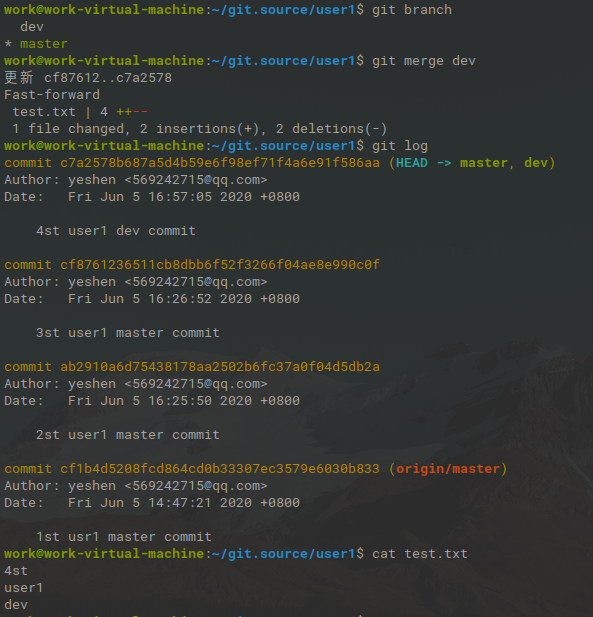 work@work-virtual-machine:~/git.source/user1$ git branch
  dev
* master
work@work-virtual-machine:~/git.source/user1$ git merge dev
更新 cf87612..c7a2578
Fast-forward
 test.txt | 4 ++--
 1 file changed, 2 insertions(+), 2 deletions(-)
work@work-virtual-machine:~/git.source/user1$ git log
commit c7a2578b687a5d4b59e6f98ef71f4a6e91f586aa (HEAD -> master, dev)
Author: yeshen <569242715@qq.com>
Date:   Fri Jun 5 16:57:05 2020 +0800
    4st user1 dev commit
commit cf8761236511cb8dbb6f52f3266f04ae8e990c0f
Author: yeshen <569242715@qq.com>
Date:   Fri Jun 5 16:26:52 2020 +0800
    3st user1 master commit
commit ab2910a6d75438178aa2502b6fc37a0f04d5db2a
Author: yeshen <569242715@qq.com>
Date:   Fri Jun 5 16:25:50 2020 +0800
    2st user1 master commit
commit cf1b4d5208fcd864cd0b33307ec3579e6030b833 (origin/master)
Author: yeshen <569242715@qq.com>
Date:   Fri Jun 5 14:47:21 2020 +0800
    1st usr1 master commit
work@work-virtual-machine:~/git.source/user1$ cat test.txt
4st
user1
dev